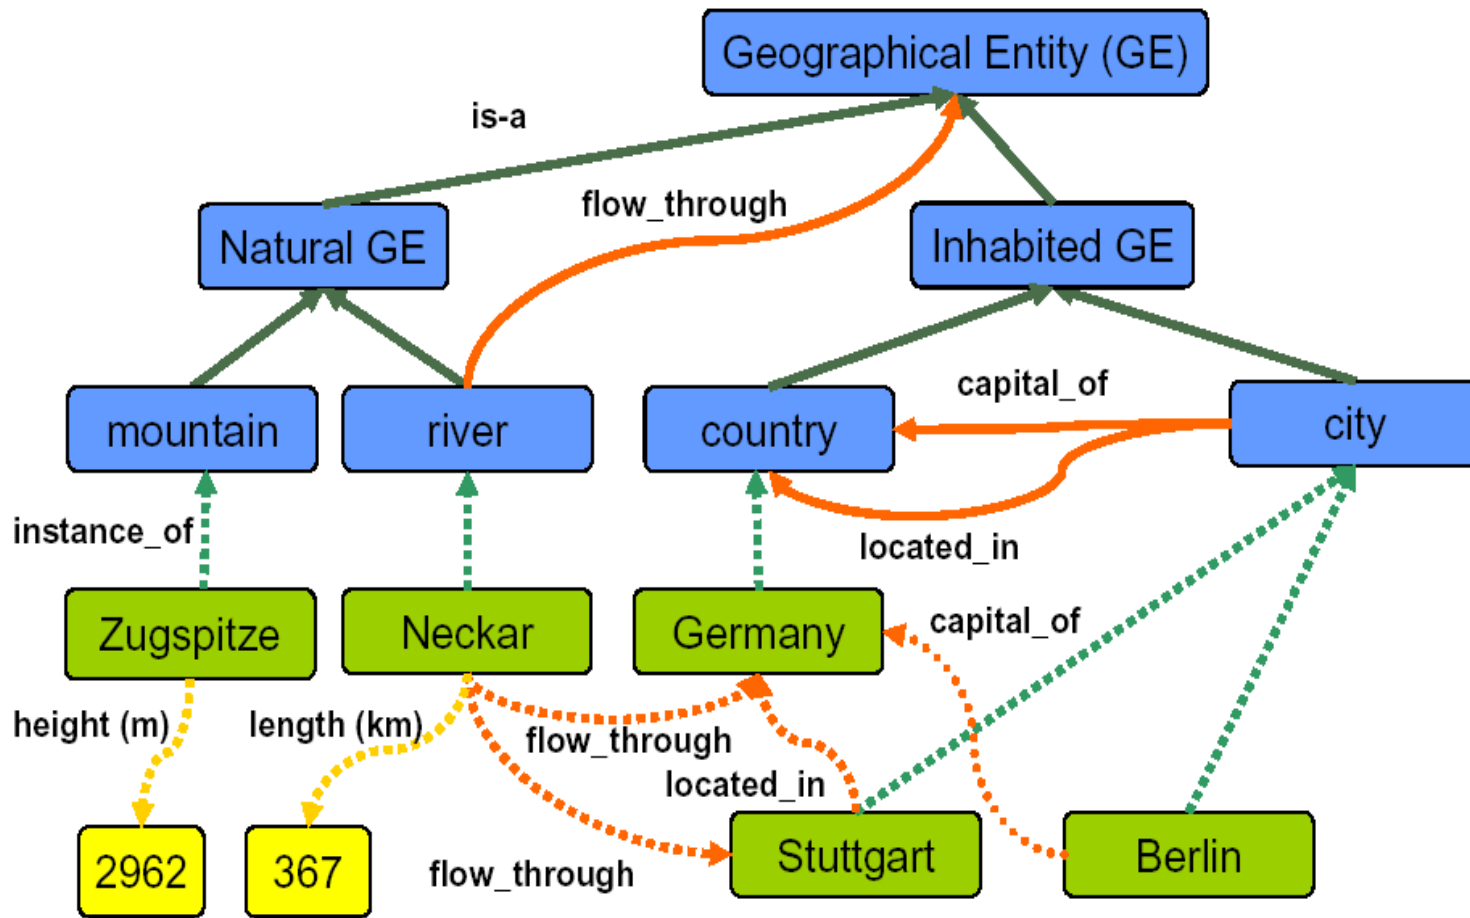 Geographical Entity (GE)
is-a
flow_through
Natural GE
Inhabited GE
capital_of
mountain
river
country
city
instance_of
located_in
Zugspitze
Neckar
Germany
capital_of
height (m)
length (km)
flow_through
located_in
2962
367
flow_through
Stuttgart
Berlin